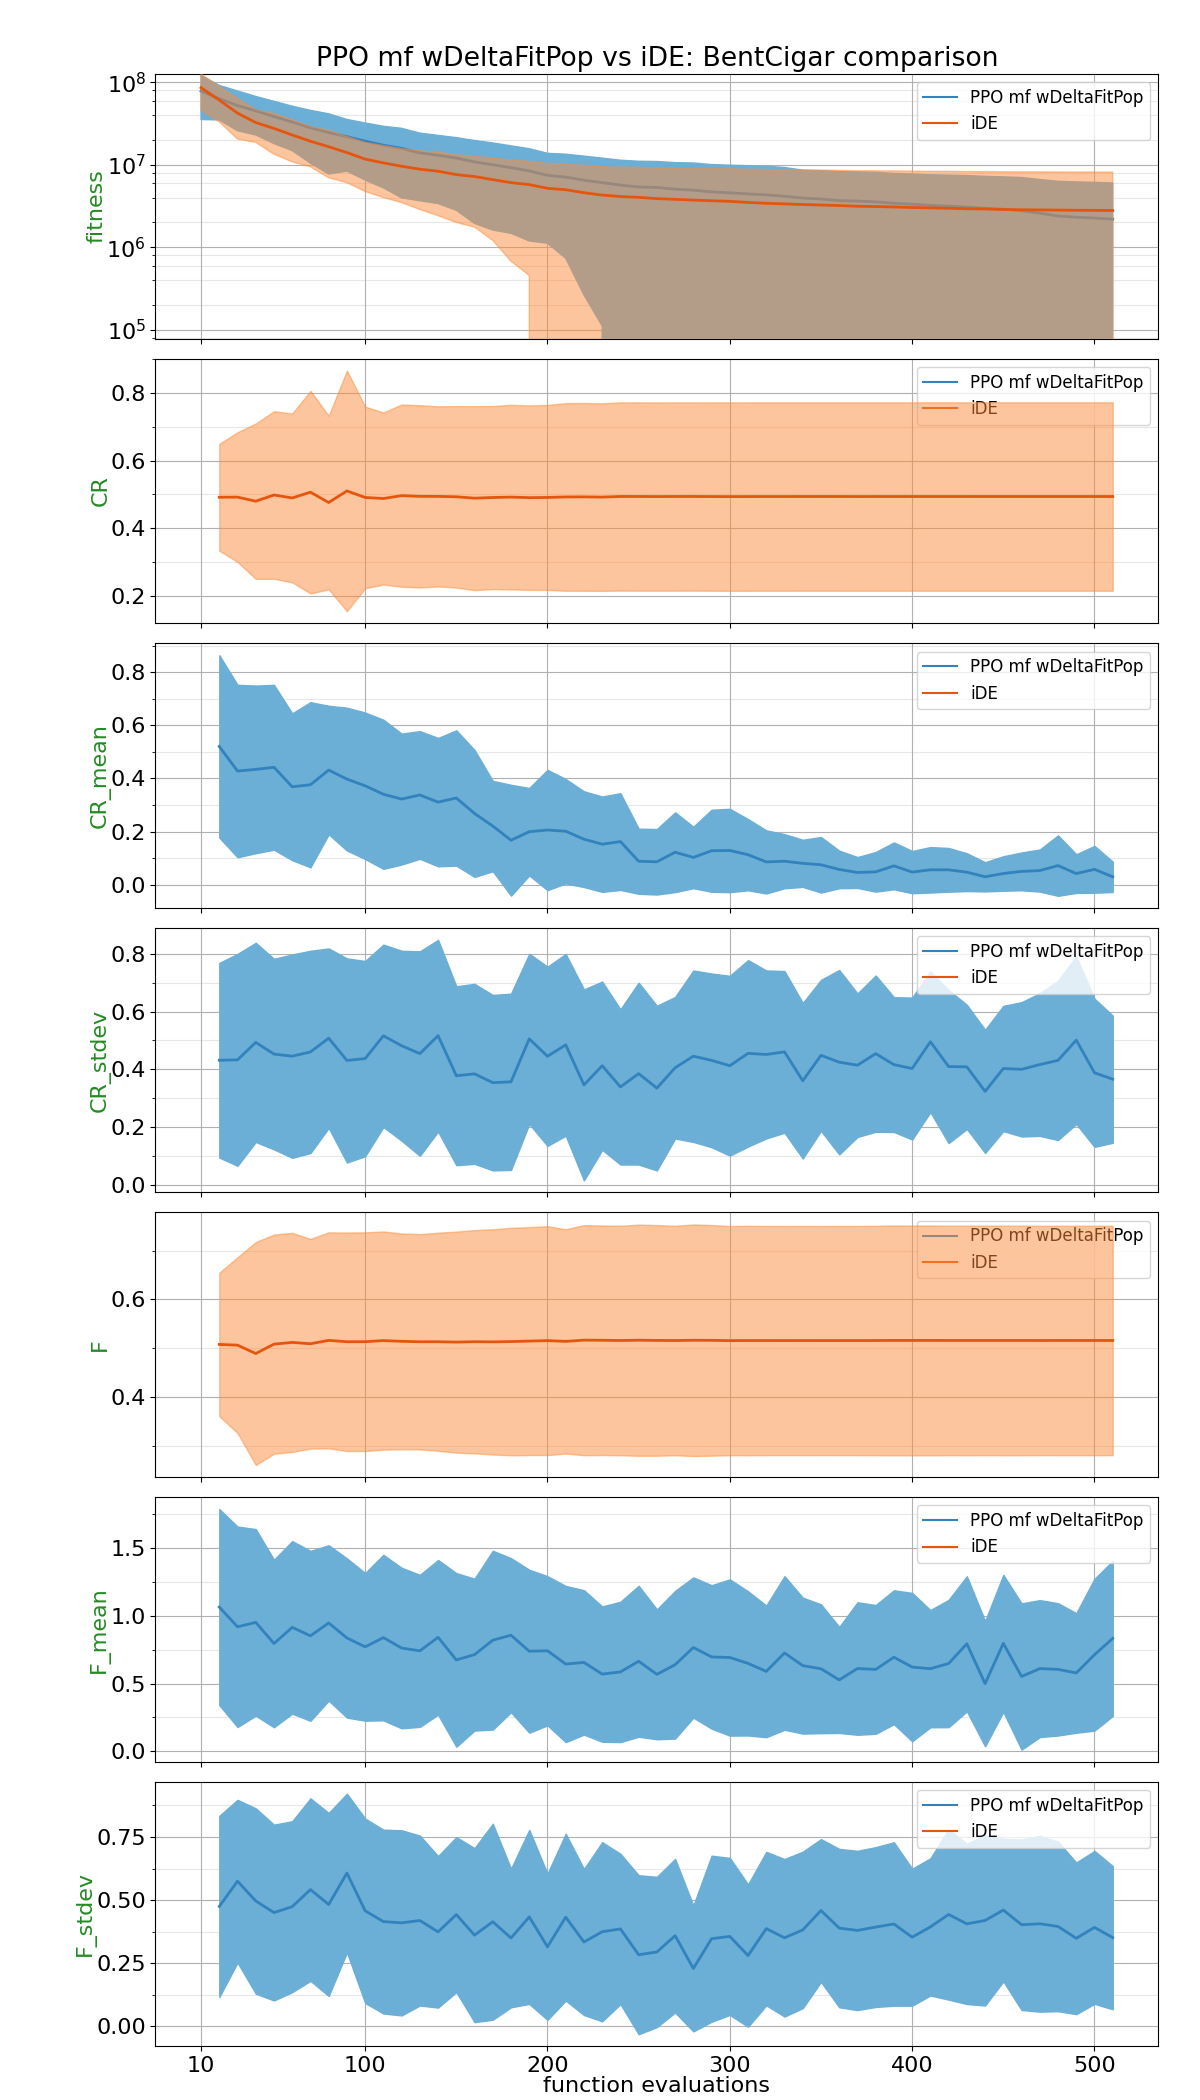 PPO mf wDeltaFitPop vs iDE: BentCigar comparison
10^8
10^7
10^6
10^5
fitness
PPO mf wDeltaFitPop
iDE
0.8
0.6
0.4
0.2
CR
PPO mf wDeltaFitPop
iDE
0.8
0.6
0.4
0.2
0.0
CR_mean
PPO mf wDeltaFitPop
iDE
0.8
0.6
0.4
0.2
0.0
CR_stdev
PPO mf wDeltaFitPop
iDE
0.6
0.4
F
PPO mf wDeltaFitPop
iDE
1.5
1.0
0.5
0.0
F_mean
PPO mf wDeltaFitPop
iDE
0.75
0.50
0.25
0.00
F_stdev
PPO mf wDeltaFitPop
iDE
10 100 200 300 400 500
function evaluations